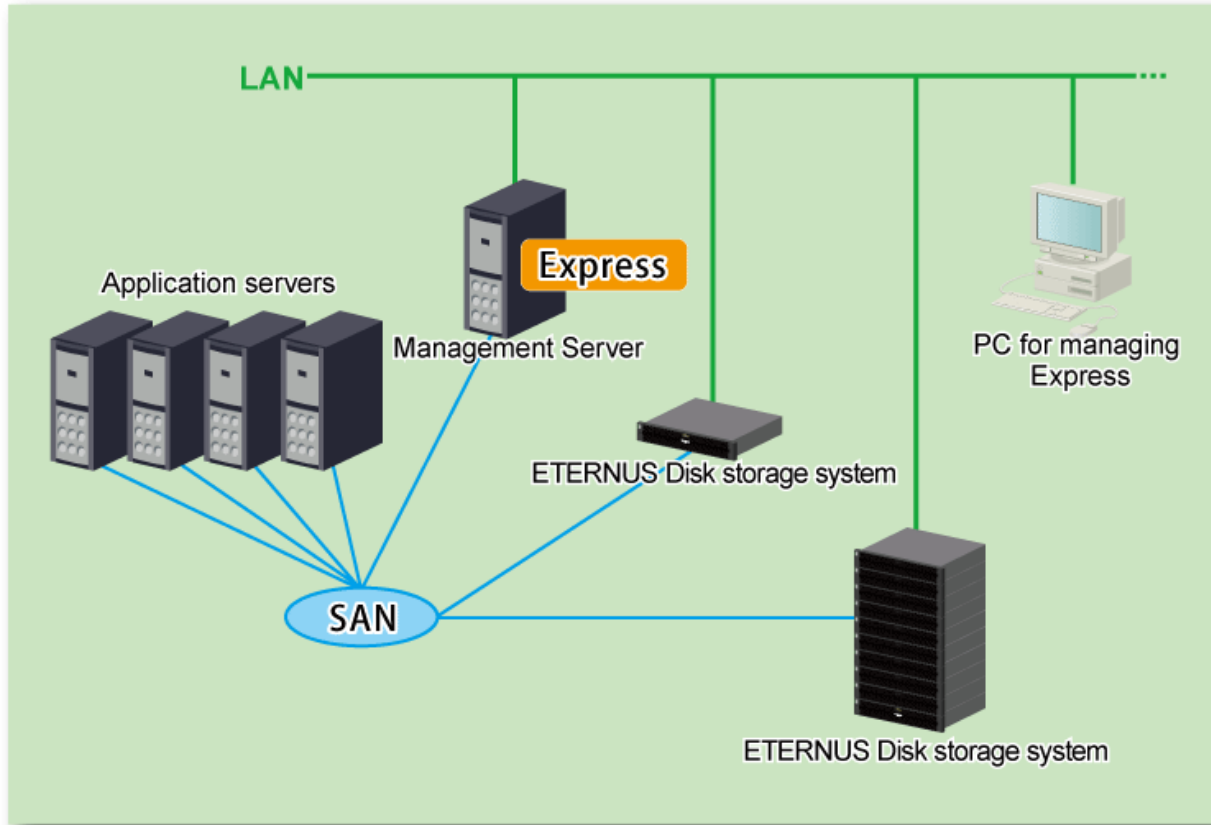 LAN
Express
Application servers
Management Server
PC for managing
Express
ETERNUS Disk storage system
SAN
ETERNUS Disk storage system